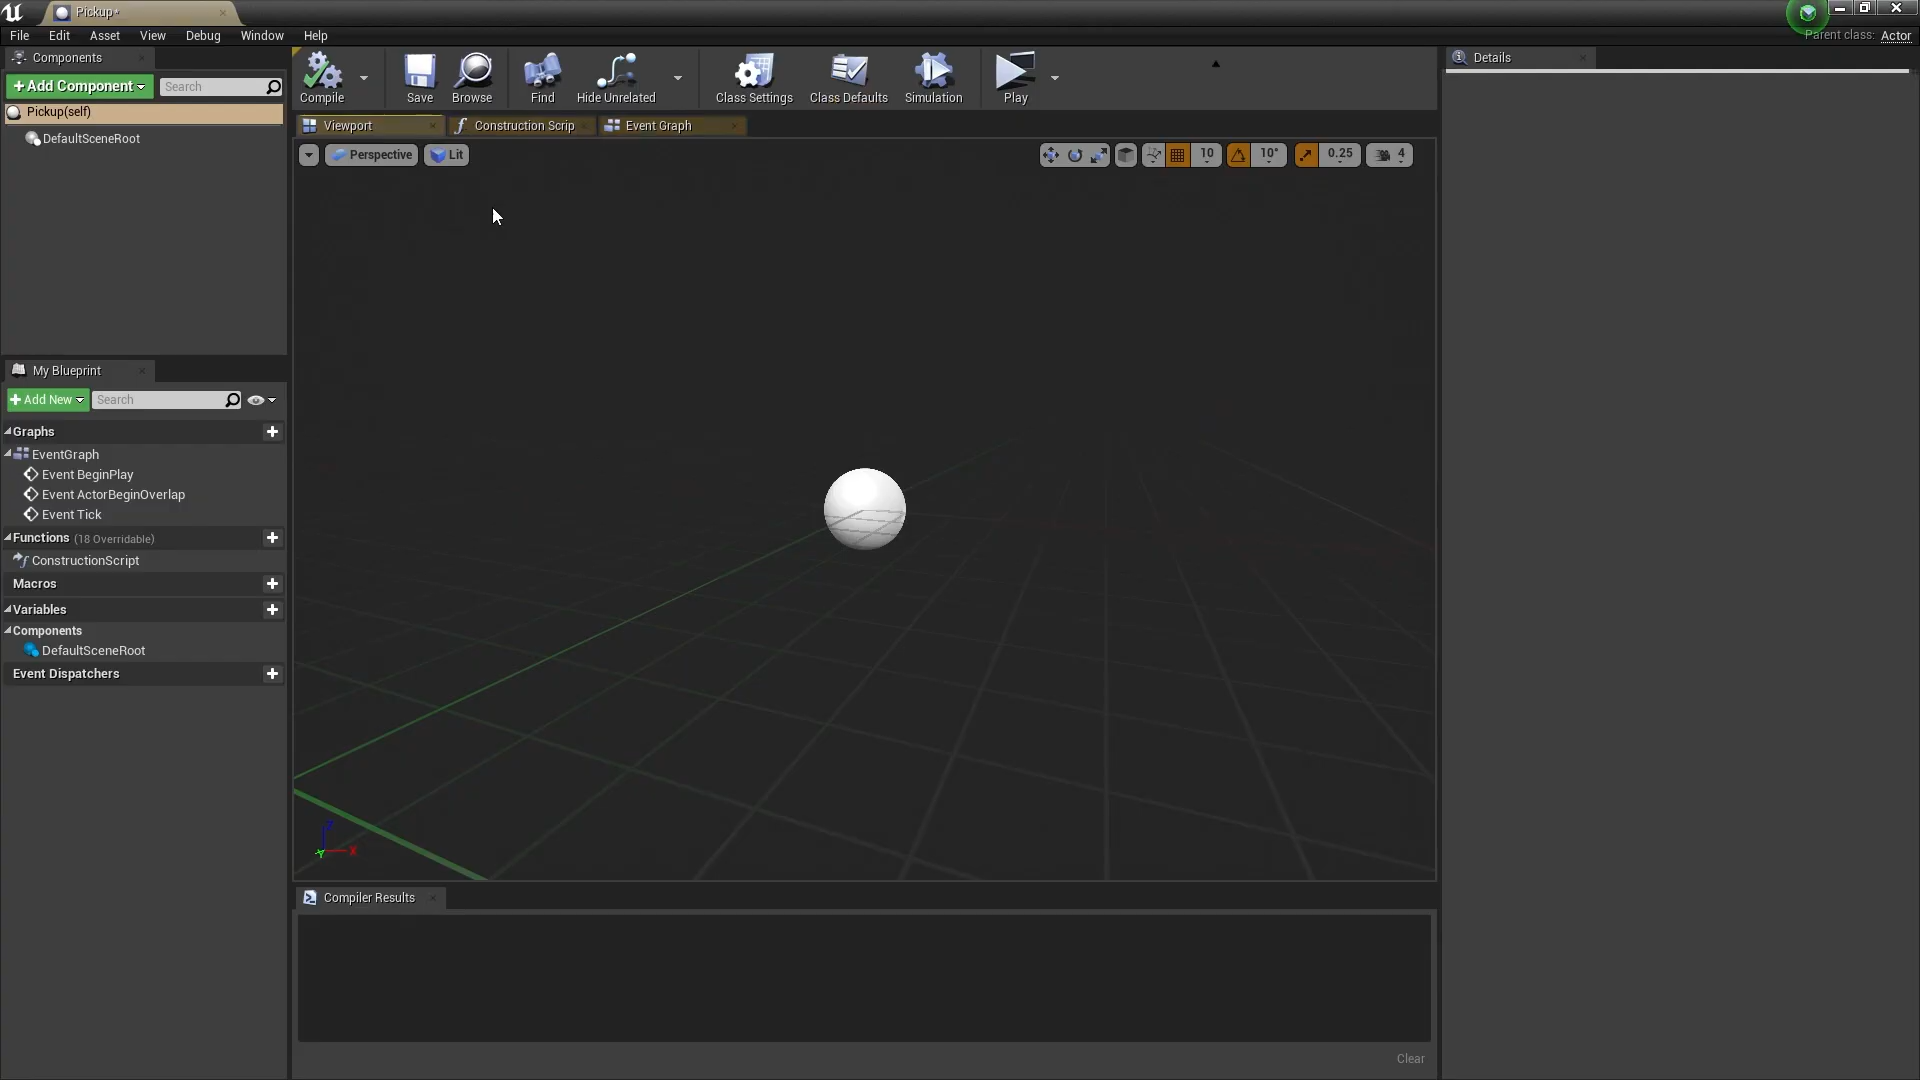 Pickup*
File Edit Asset View Debug Window Help
Parent class: Actor
Components
+ Add Component
Search
Pickup(self)
DefaultSceneRoot
Compile
Save
Browse
Find
Hide Unrelated
Class Settings
Class Defaults
Simulation
Play
Viewport
Construction Scrip
Event Graph
Perspective
Lit
10
10°
0.25
4
Details
My Blueprint
+ Add New
Search
Graphs
EventGraph
Event BeginPlay
Event ActorBeginOverlap
Event Tick
Functions (18 Overridable)
ConstructionScript
Macros
Variables
Components
DefaultSceneRoot
Event Dispatchers
Z
Y
X
Compiler Results
Clear